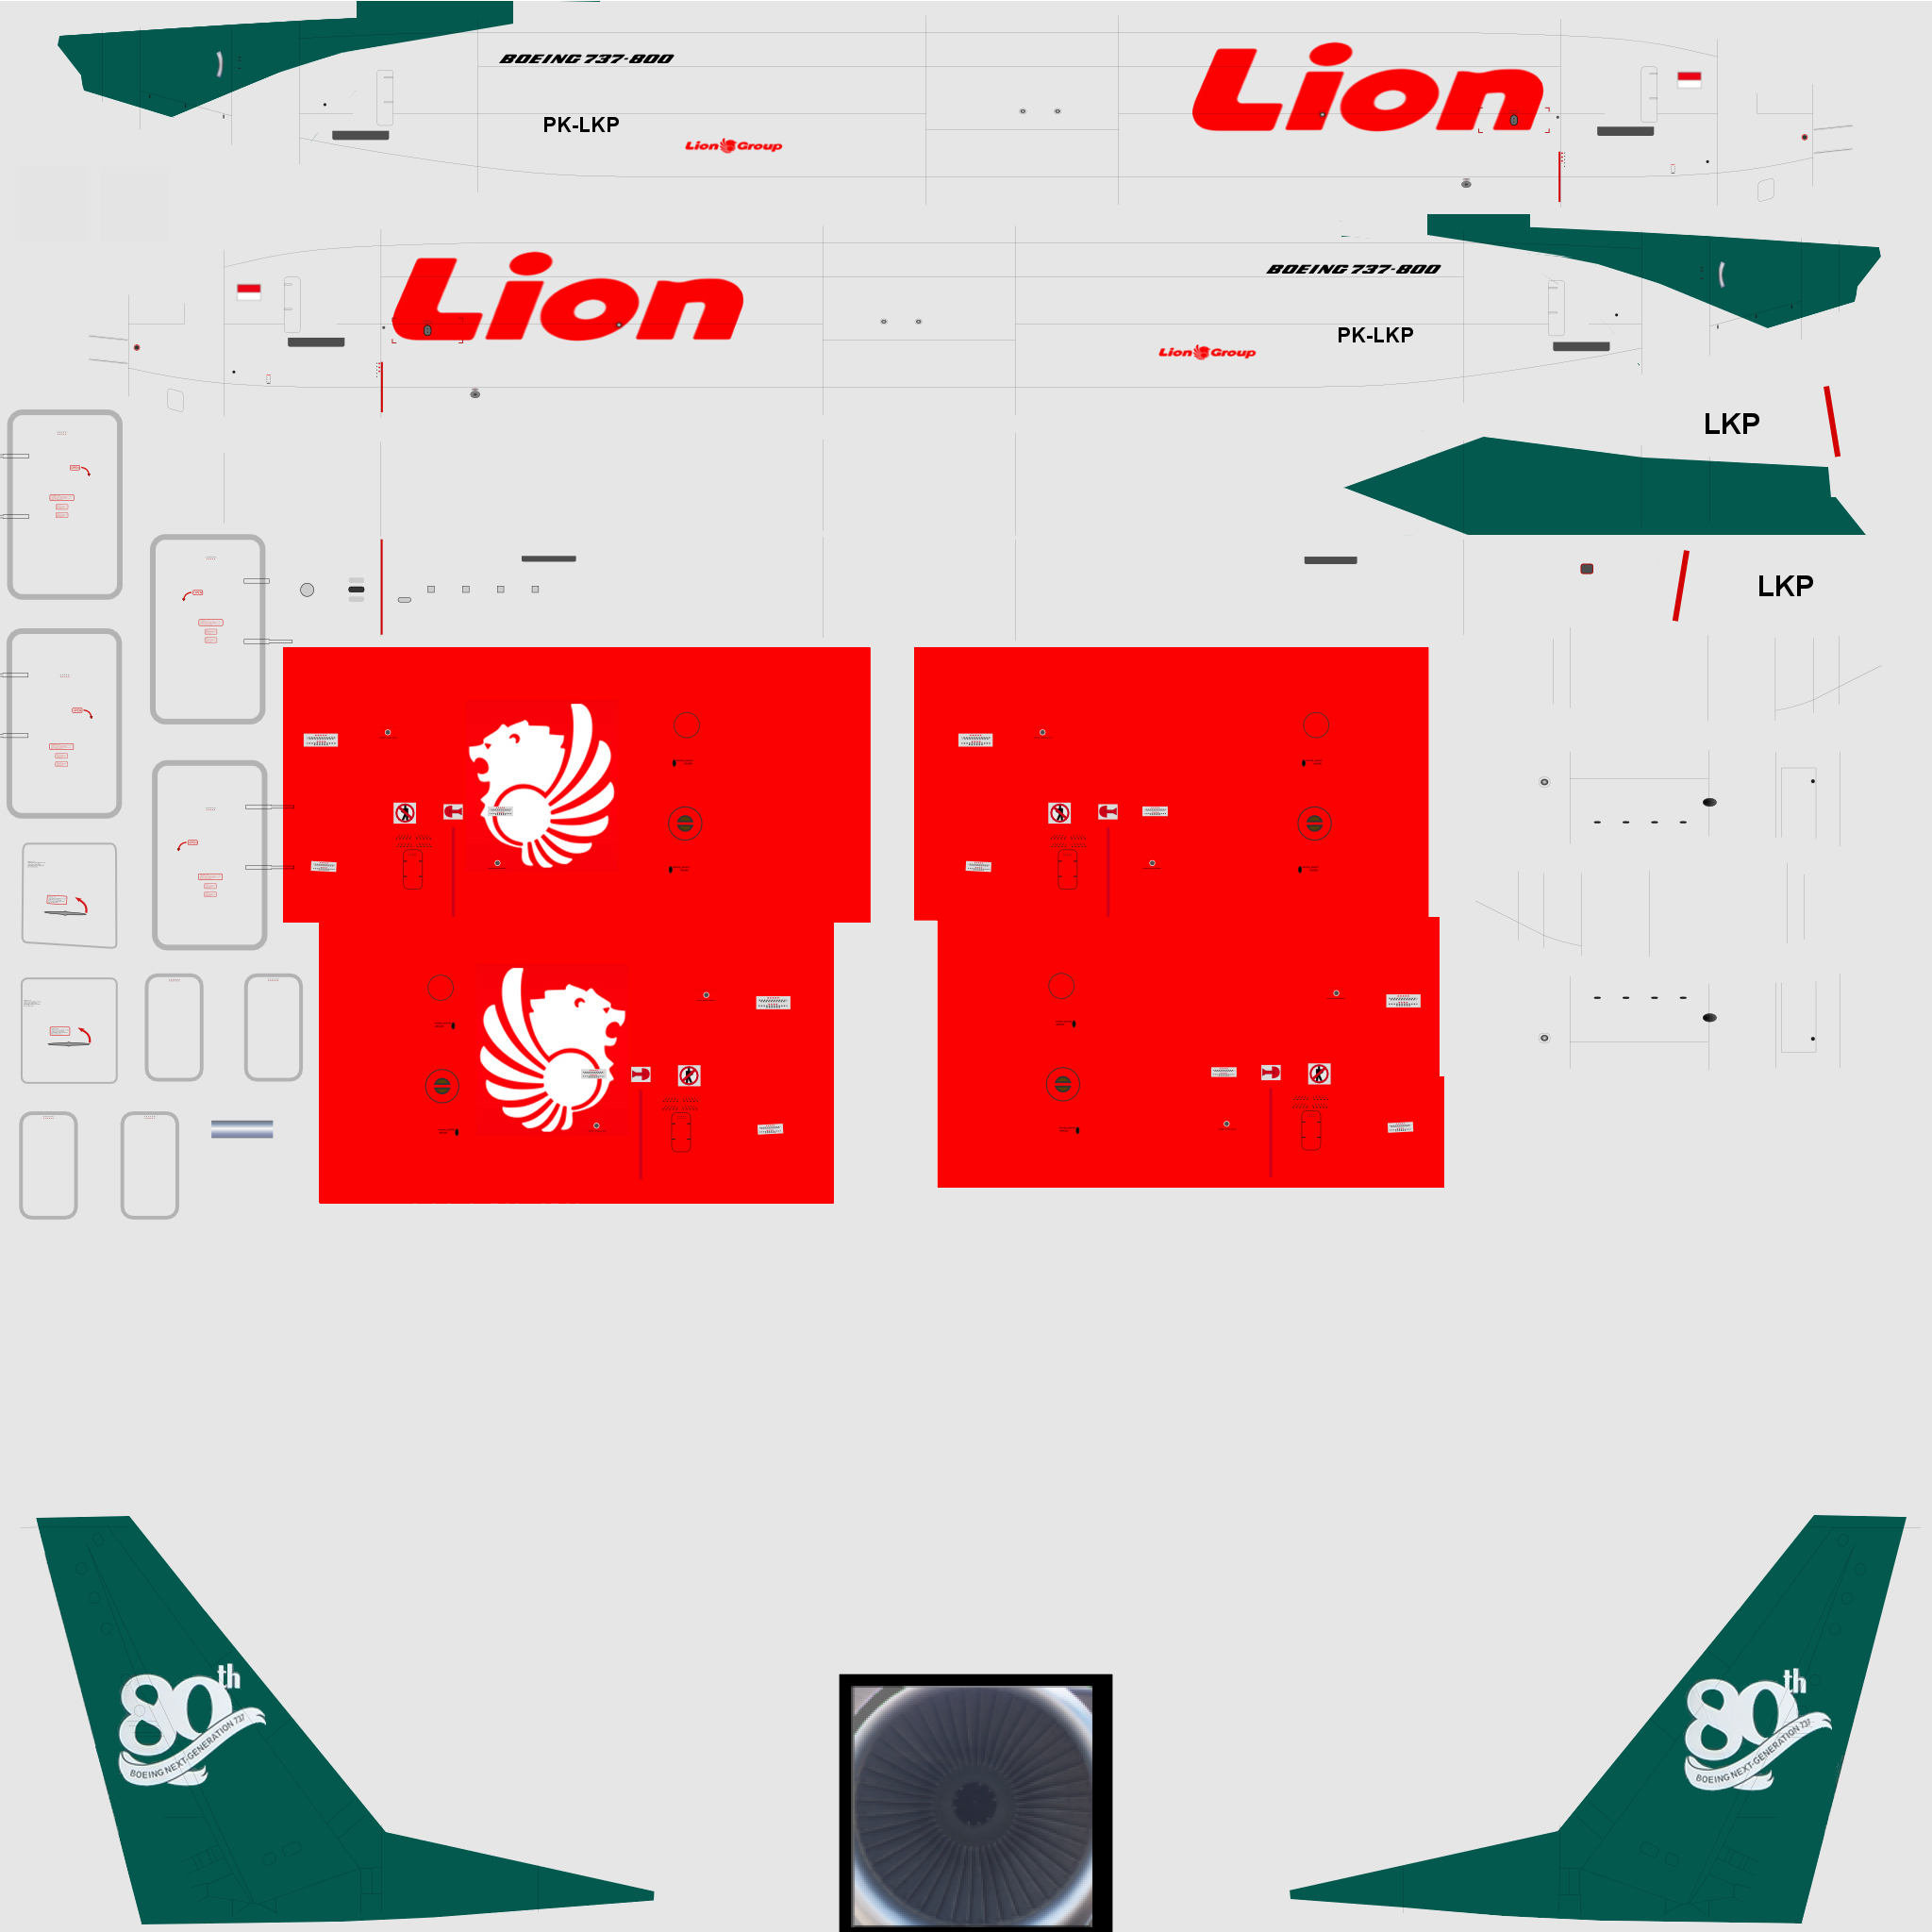 BOEING 737-800
Lion
PK-LKP
Lion Group
Lion
BOEING 737-800
PK-LKP
Lion Group
LKP
LKP
80th
BOEING NEXT-GENERATION 737
80th
BOEING NEXT-GENERATION 737